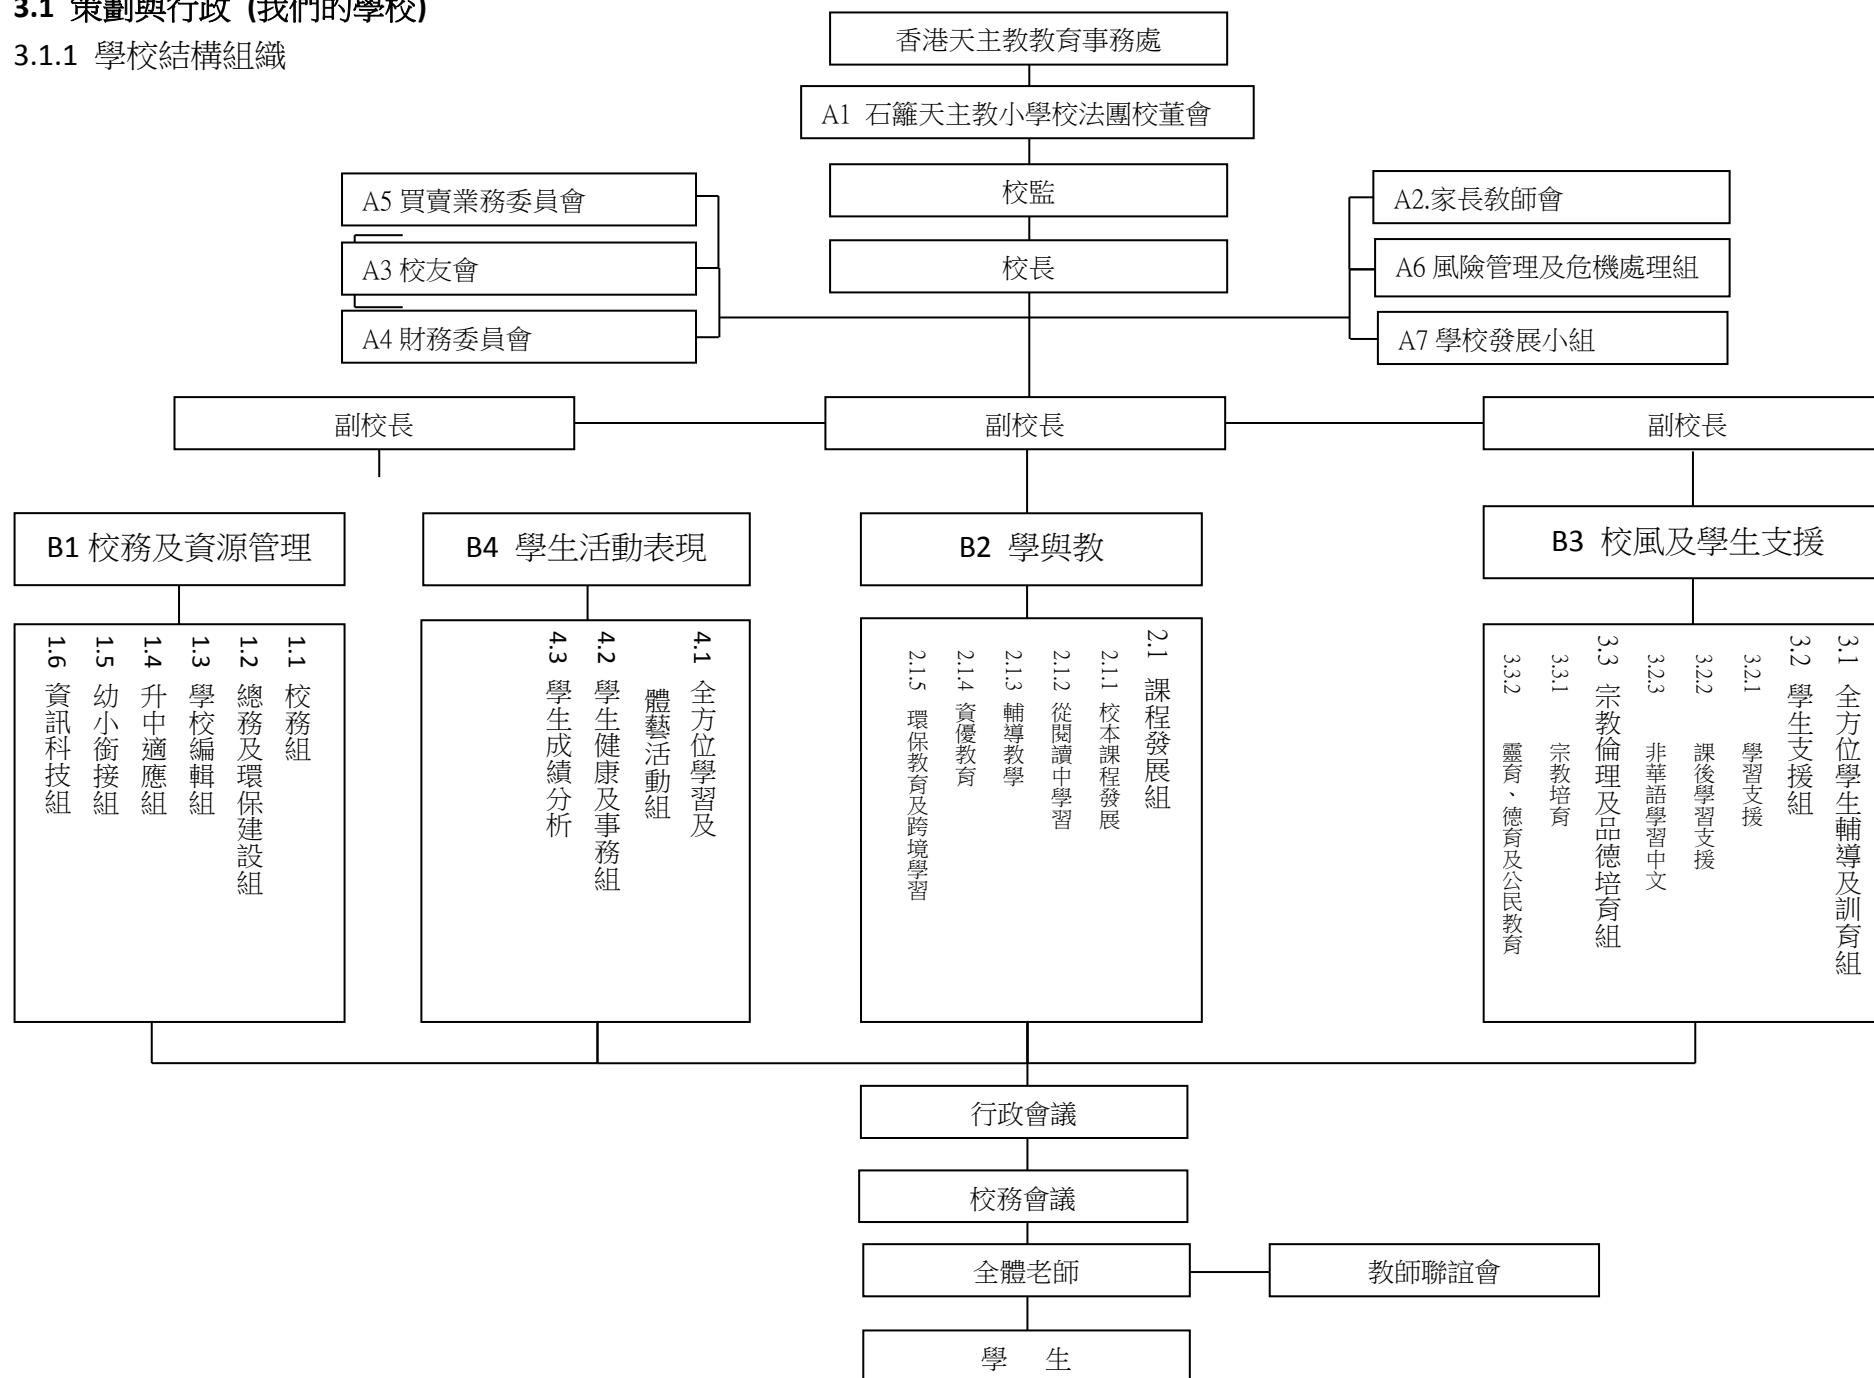 3.1 策劃與行政 (我們的學校)
3.1.1 學校結構組織
香港天主教教育事務處
A1 石籬天主教小學校法團校董會
校監
校長
A5 買賣業務委員會
A3 校友會
A4 財務委員會
A2.家長教師會
A6 風險管理及危機處理組
A7 學校發展小組
副校長
副校長
副校長
B1 校務及資源管理
B4 學生活動表現
B2 學與教
B3 校風及學生支援
1.1 校務組
1.2 總務及環保建設組
1.3 學校編輯組
1.4 升中適應組
1.5 幼小銜接組
1.6 資訊科技組
4.1 全方位學習及
體藝活動組
4.2 學生健康及事務組
4.3 學生成績分析
2.1 課程發展組
2.1.1 校本課程發展
2.1.2 從閱讀中學習
2.1.3 輔導教學
2.1.4 資優教育
2.1.5 環保教育及跨境學習
3.1 全方位學生輔導及訓育組
3.2 學生支援組
3.2.1 學習支援
3.2.2 課後學習支援
3.2.3 非華語學習中文
3.3 宗教倫理及品德培育組
3.3.1 宗教培育
3.3.2 靈育、德育及公民教育
行政會議
校務會議
全體老師
教師聯誼會
學 生